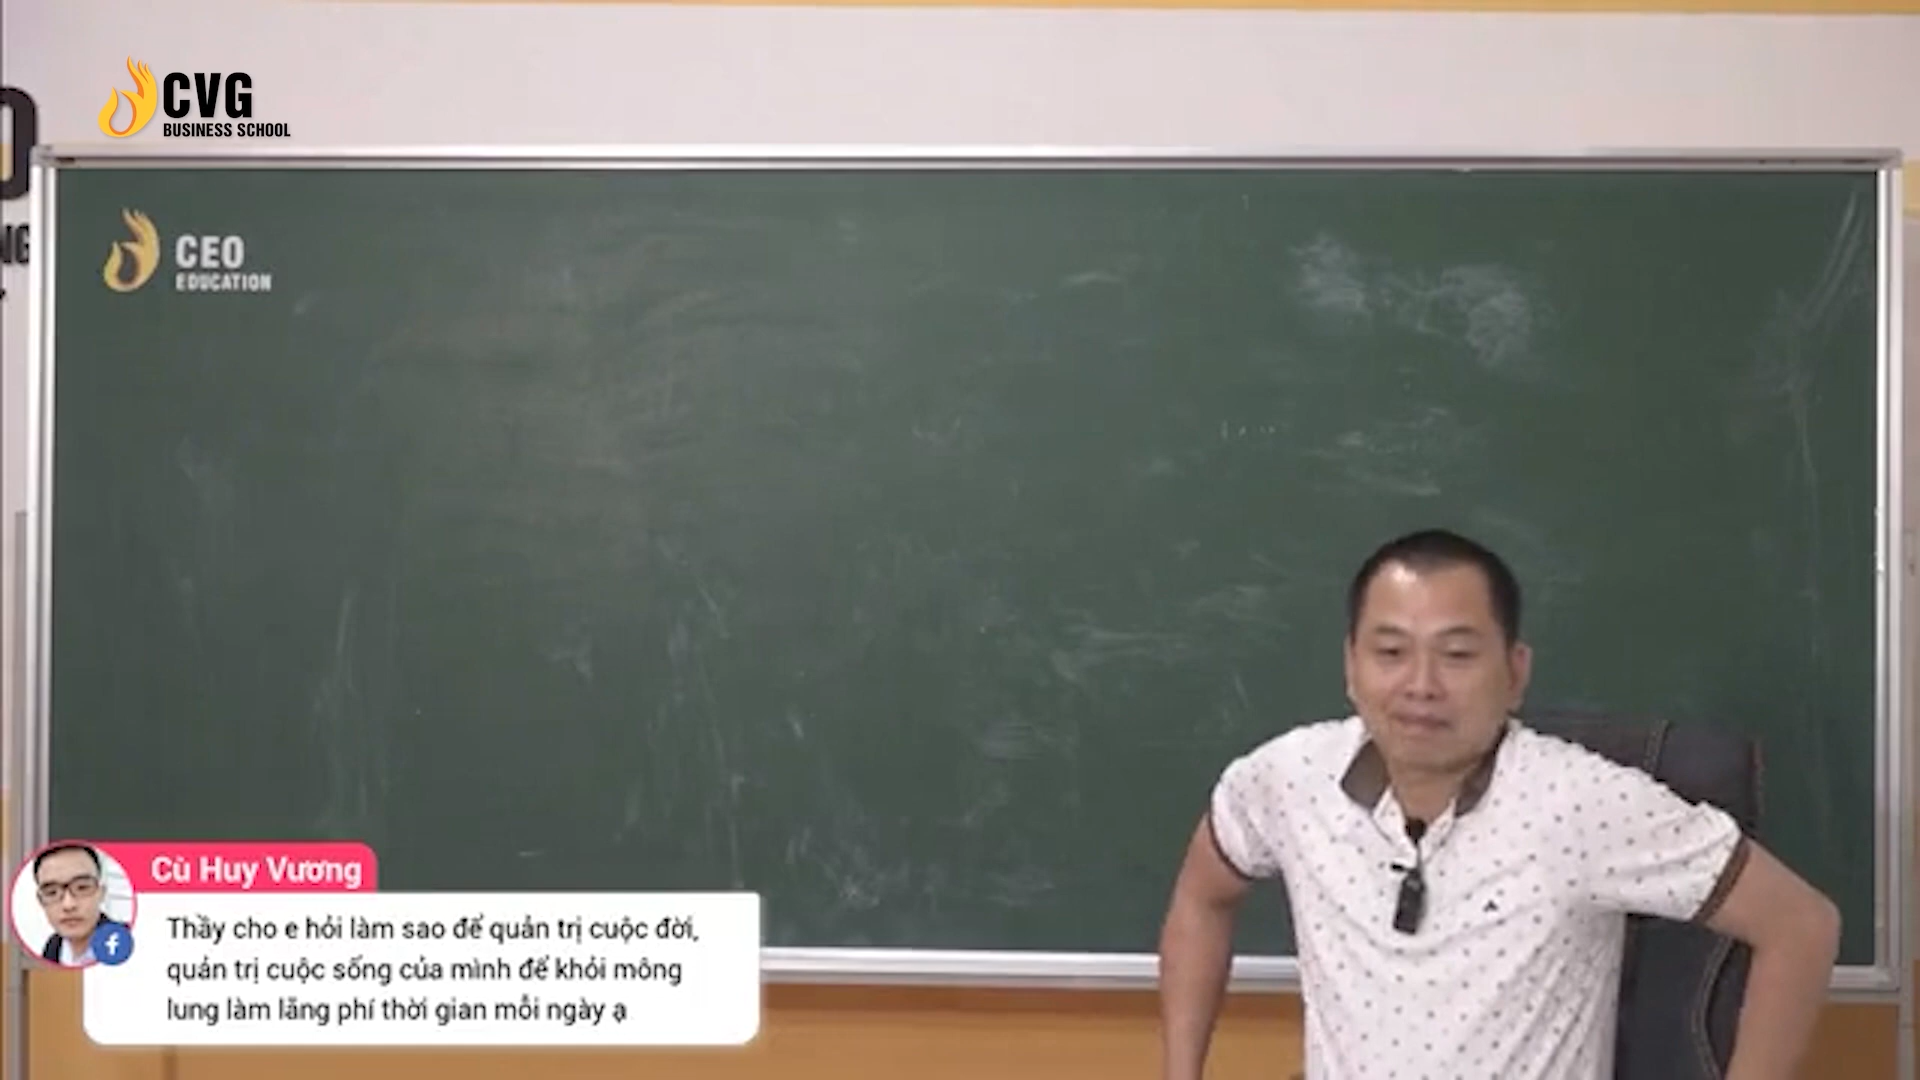 CVG
BUSINESS SCHOOL
CEO
EDUCATION
Cù Huy Vương
Thầy cho e hỏi làm sao để quản trị cuộc đời,
quản trị cuộc sống của mình để khỏi mông
lung làm lãng phí thời gian mỗi ngày ạ